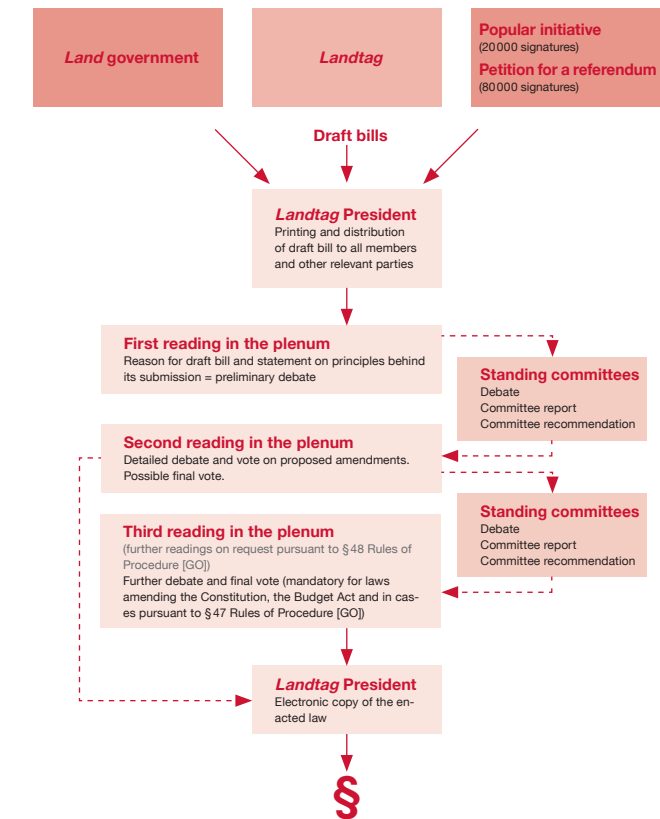 Land government
Landtag
Popular initiative
(20 000 signatures)
Petition for a referendum
(80 000 signatures)
Draft bills
Landtag President
Printing and distribution
of draft bill to all members
and other relevant parties
First reading in the plenum
Reason for draft bill and statement on principles behind
its submission = preliminary debate
Standing committees
Debate
Committee report
Committee recommendation
Second reading in the plenum
Detailed debate and vote on proposed amendments.
Possible final vote.
Standing committees
Debate
Committee report
Committee recommendation
Third reading in the plenum
(further readings on request pursuant to § 48 Rules of
Procedure [GO])
Further debate and final vote (mandatory for laws
amending the Constitution, the Budget Act and in cas-
es pursuant to § 47 Rules of Procedure [GO])
Landtag President
Electronic copy of the en-
acted law
§